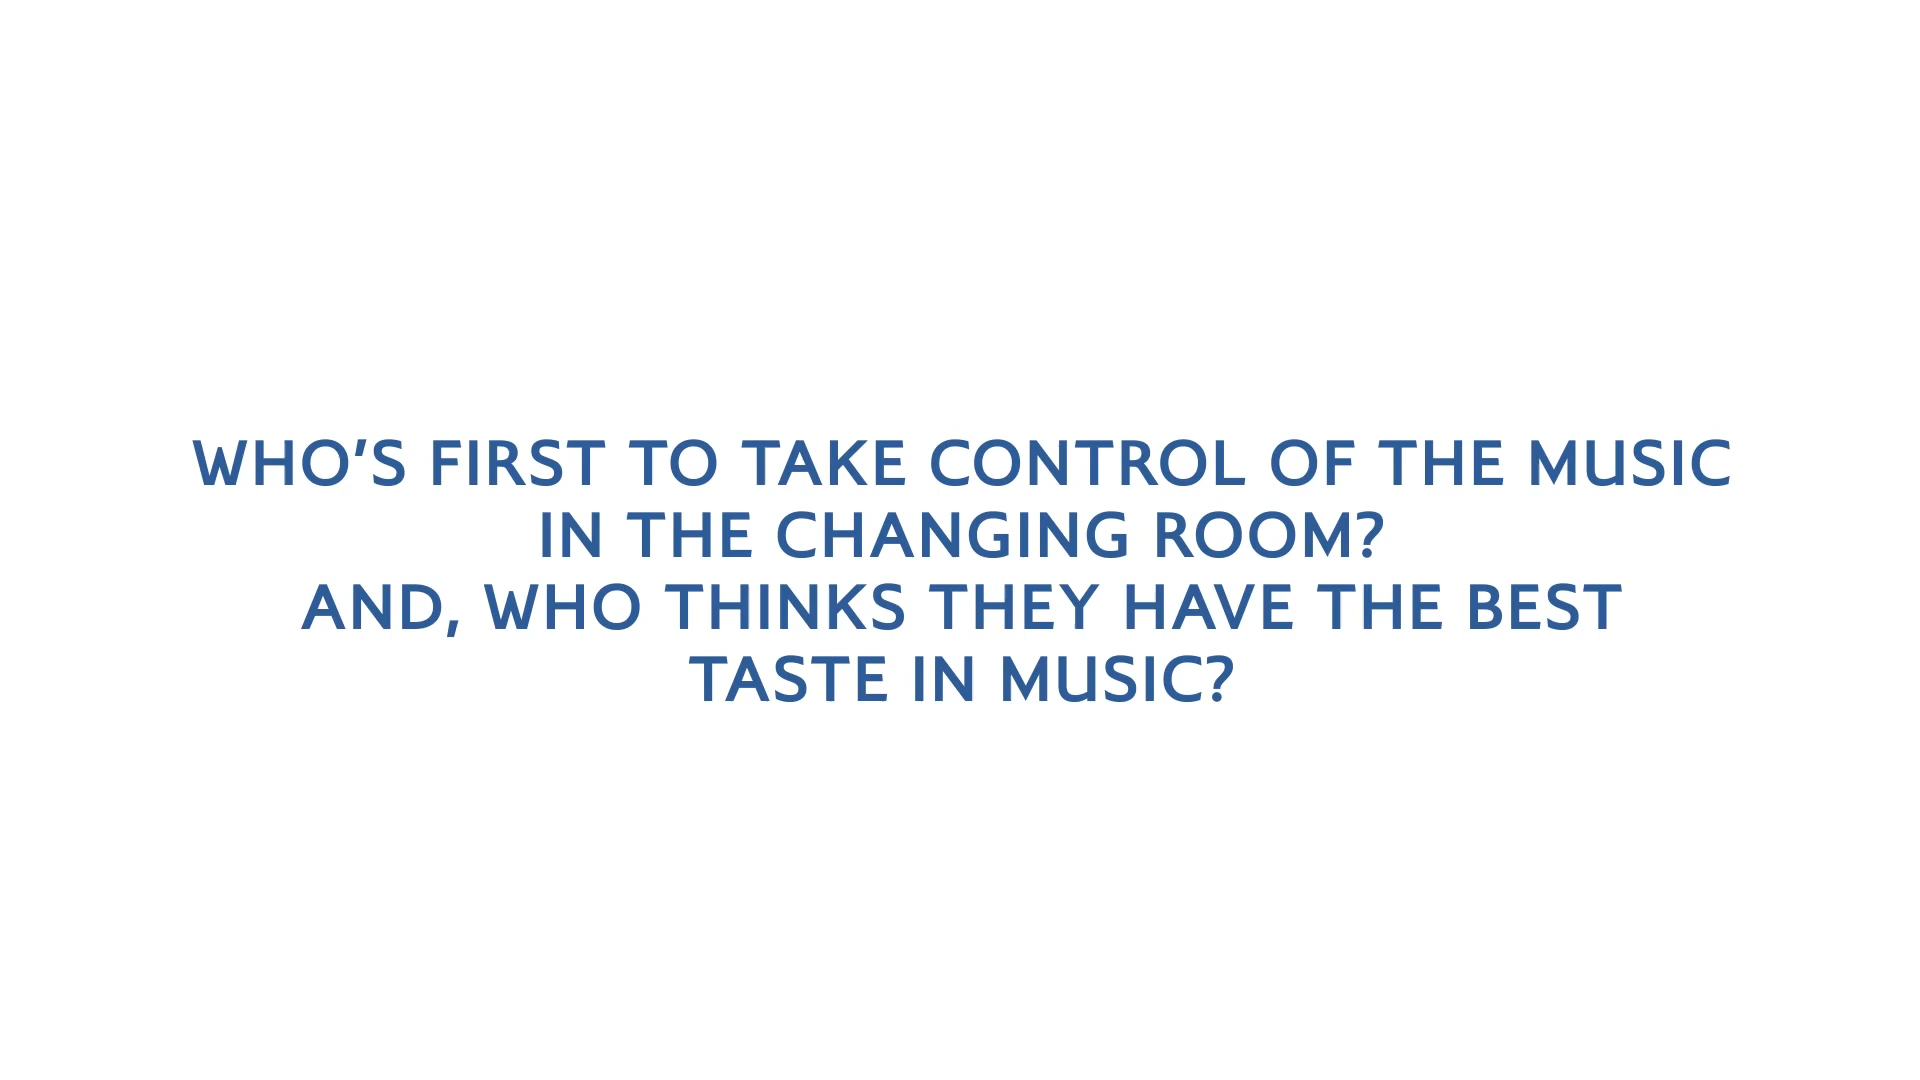 WHO'S FIRST TO TAKE CONTROL OF THE MUSIC
IN THE CHANGING ROOM?
AND, WHO THINKS THEY HAVE THE BEST
TASTE IN MUSIC?